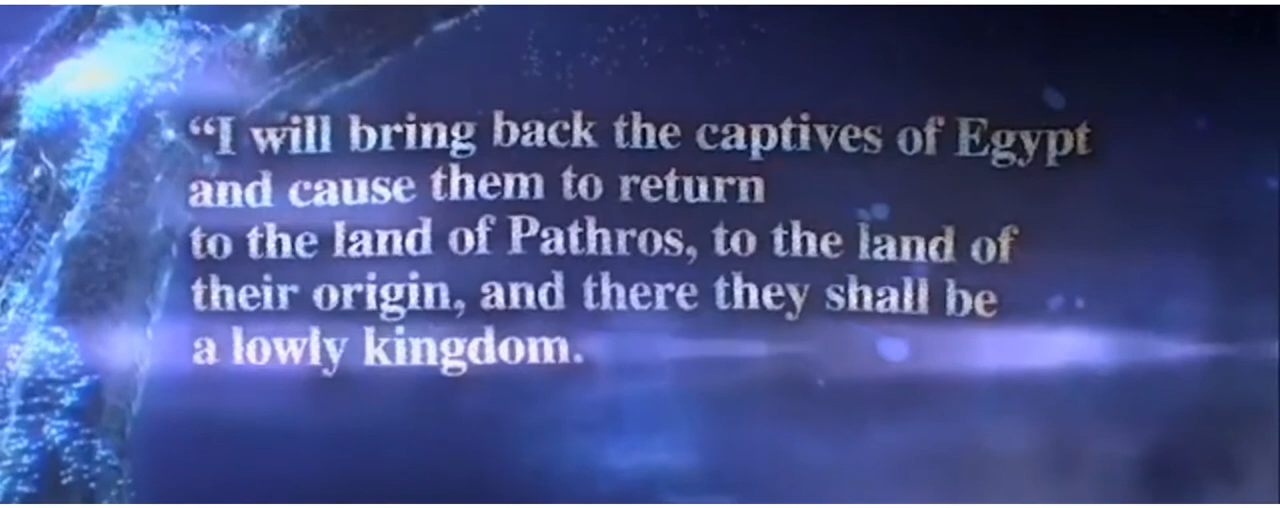 “I will bring back the captives of Egypt
and cause them to return
to the land of Pathros, to the land of
their origin, and there they shall be
a lowly kingdom.